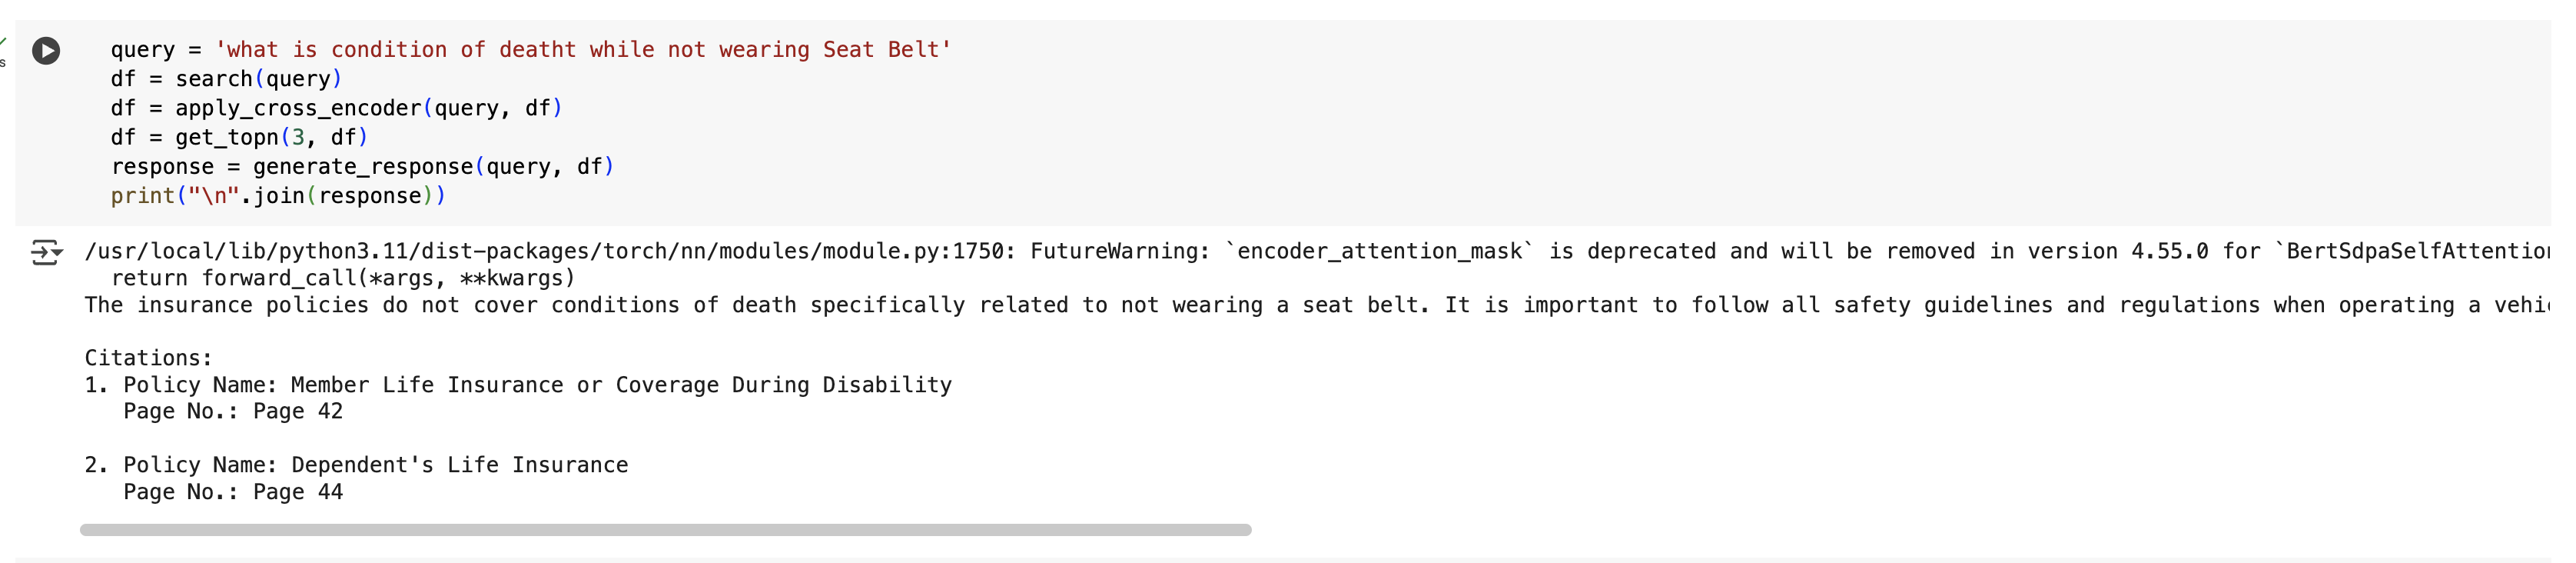 s
query = 'what is condition of deatht while not wearing Seat Belt'
df = search(query)
df = apply_cross_encoder(query, df)
df = get_topn(3, df)
response = generate_response(query, df)
print("\n".join(response))
/usr/local/lib/python3.11/dist-packages/torch/nn/modules/module.py:1750: FutureWarning: `encoder_attention_mask` is deprecated and will be removed in version 4.55.0 for `BertSdpaSelfAttention
return forward_call(*args, **kwargs)
The insurance policies do not cover conditions of death specifically related to not wearing a seat belt. It is important to follow all safety guidelines and regulations when operating a vehi
Citations:
1. Policy Name: Member Life Insurance or Coverage During Disability
Page No.: Page 42
2. Policy Name: Dependent's Life Insurance
Page No.: Page 44